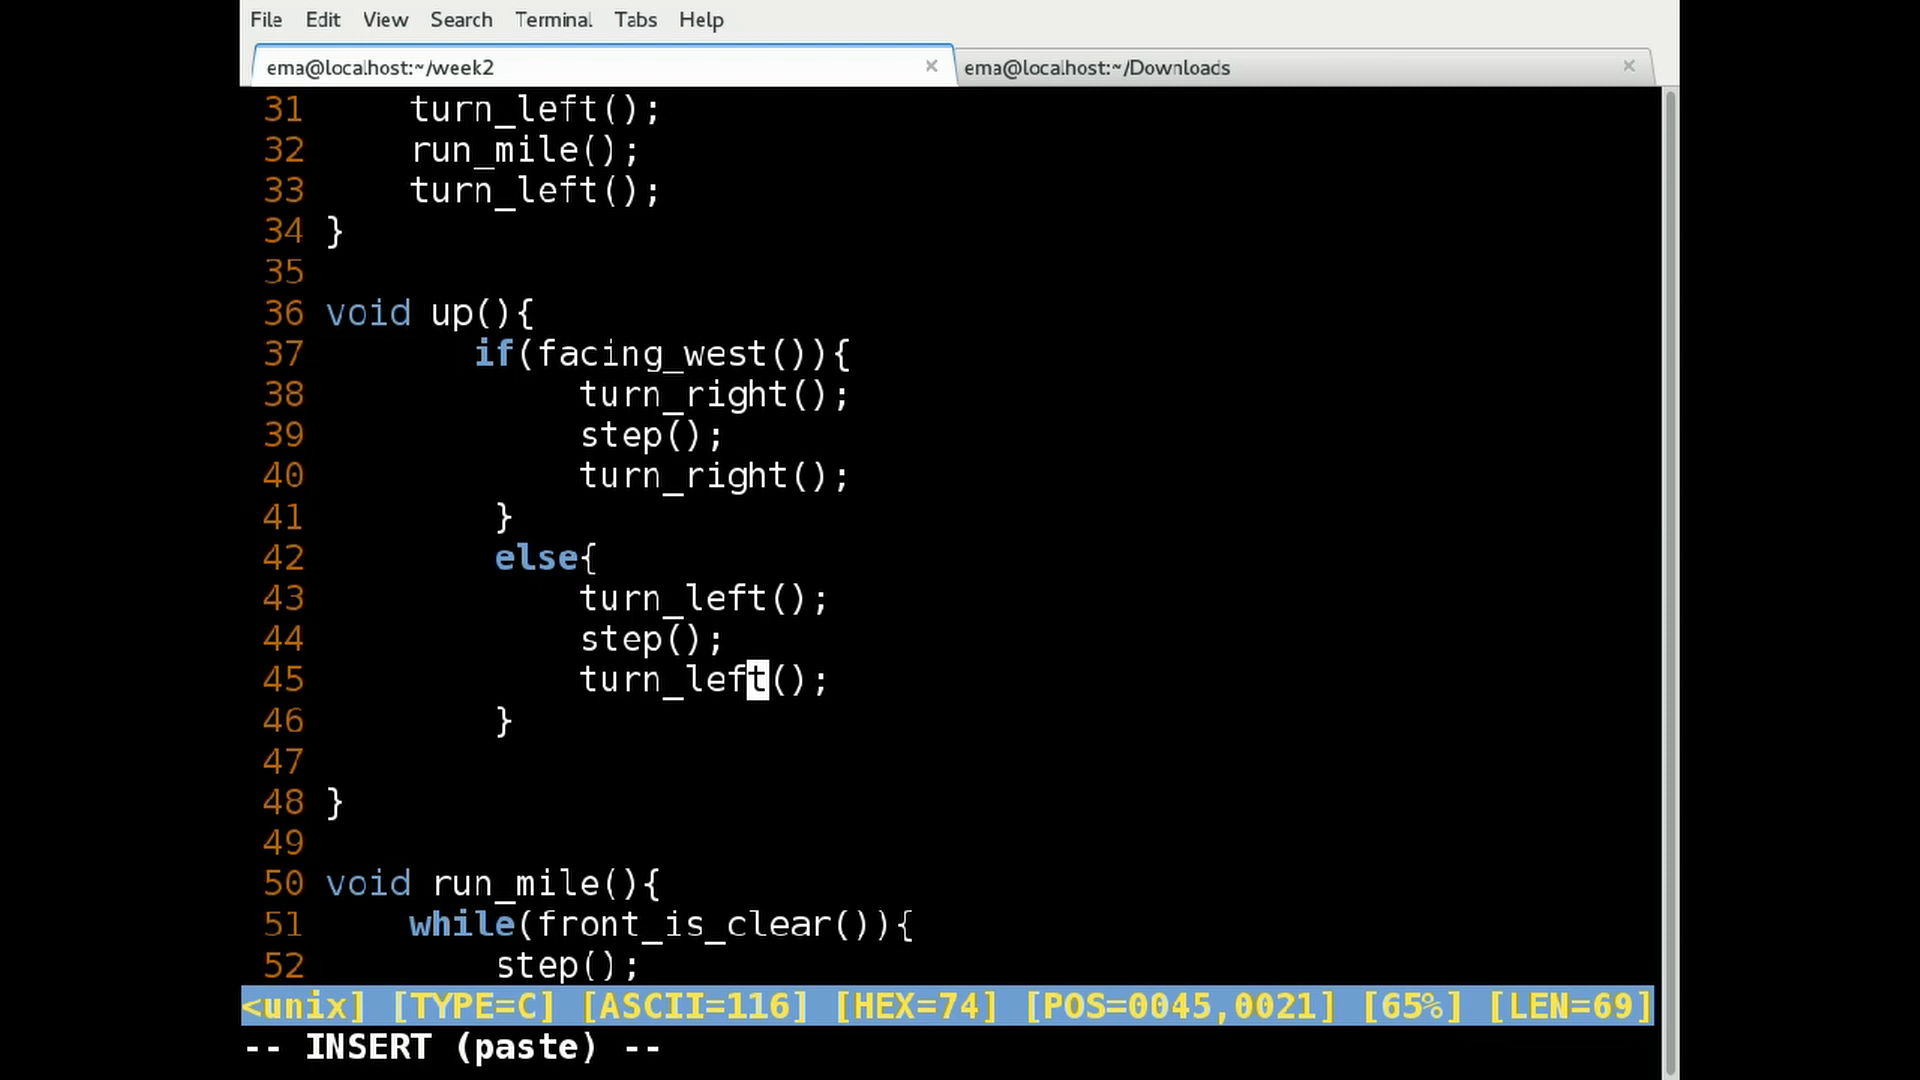 File Edit View Search Terminal Tabs Help
ema@localhost:~/week2 × ema@localhost:~/Downloads ×
31 turn_left();
32 run_mile();
33 turn_left();
34 }
35
36 void up(){
37 if(facing_west()){
38 turn_right();
39 step();
40 turn_right();
41 }
42 else{
43 turn_left();
44 step();
45 turn_left();
46 }
47
48 }
49
50 void run_mile(){
51 while(front_is_clear()){
52 step();
<unix] [TYPE=C] [ASCII=116] [HEX=74] [POS=0045,0021] [65%] [LEN=69]
-- INSERT (paste) --